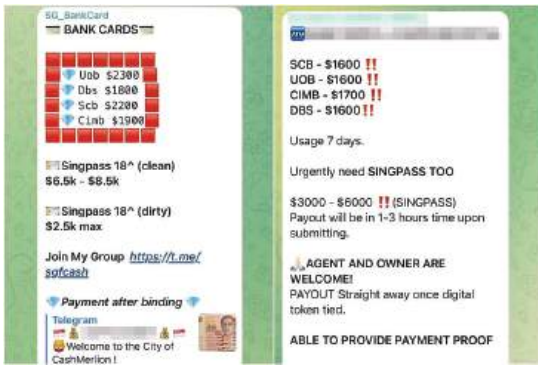 SG_BankCard
BANK CARDS
Uob $2300
Dbs $1800
Scb $2200
Cimb $1900
Singpass 18^ (clean)
$6.5k - $8.5k
Singpass 18^ (dirty)
$2.5k max
Join My Group https://t.me/
sgfcash
Payment after binding
Telegram
Welcome to the City of
CashMerlion !
SCB - $1600 ‼️
UOB - $1600 ‼️
CIMB - $1700 ‼️
DBS - $1600‼️
Usage 7 days.
Urgently need SINGPASS TOO
$3000 - $6000 ‼️(SINGPASS)
Payout will be in 1-3 hours time upon
submitting.
AGENT AND OWNER ARE
WELCOME!
PAYOUT Straight away once digital
token tied.
ABLE TO PROVIDE PAYMENT PROOF